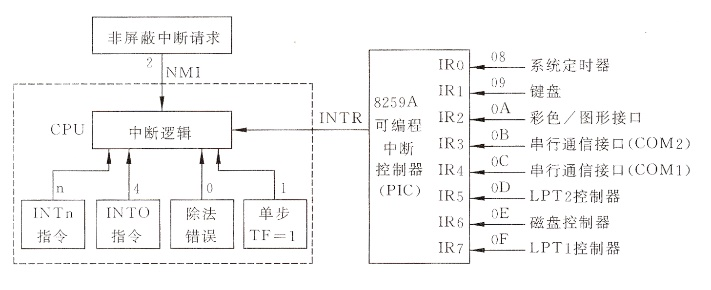 非屏蔽中断请求
2
NMI
CPU
中断逻辑
n
4
0
1
INTn
指令
INTO
指令
除法
错误
单步
TF=1
INTR
8259A
可编程
中断
控制器
(PIC)
IR0 08 系统定时器
IR1 09 键盘
IR2 0A 彩色／图形接口
IR3 0B 串行通信接口(COM2)
IR4 0C 串行通信接口(COM1)
IR5 0D LPT2控制器
IR6 0E 磁盘控制器
IR7 0F LPT1控制器